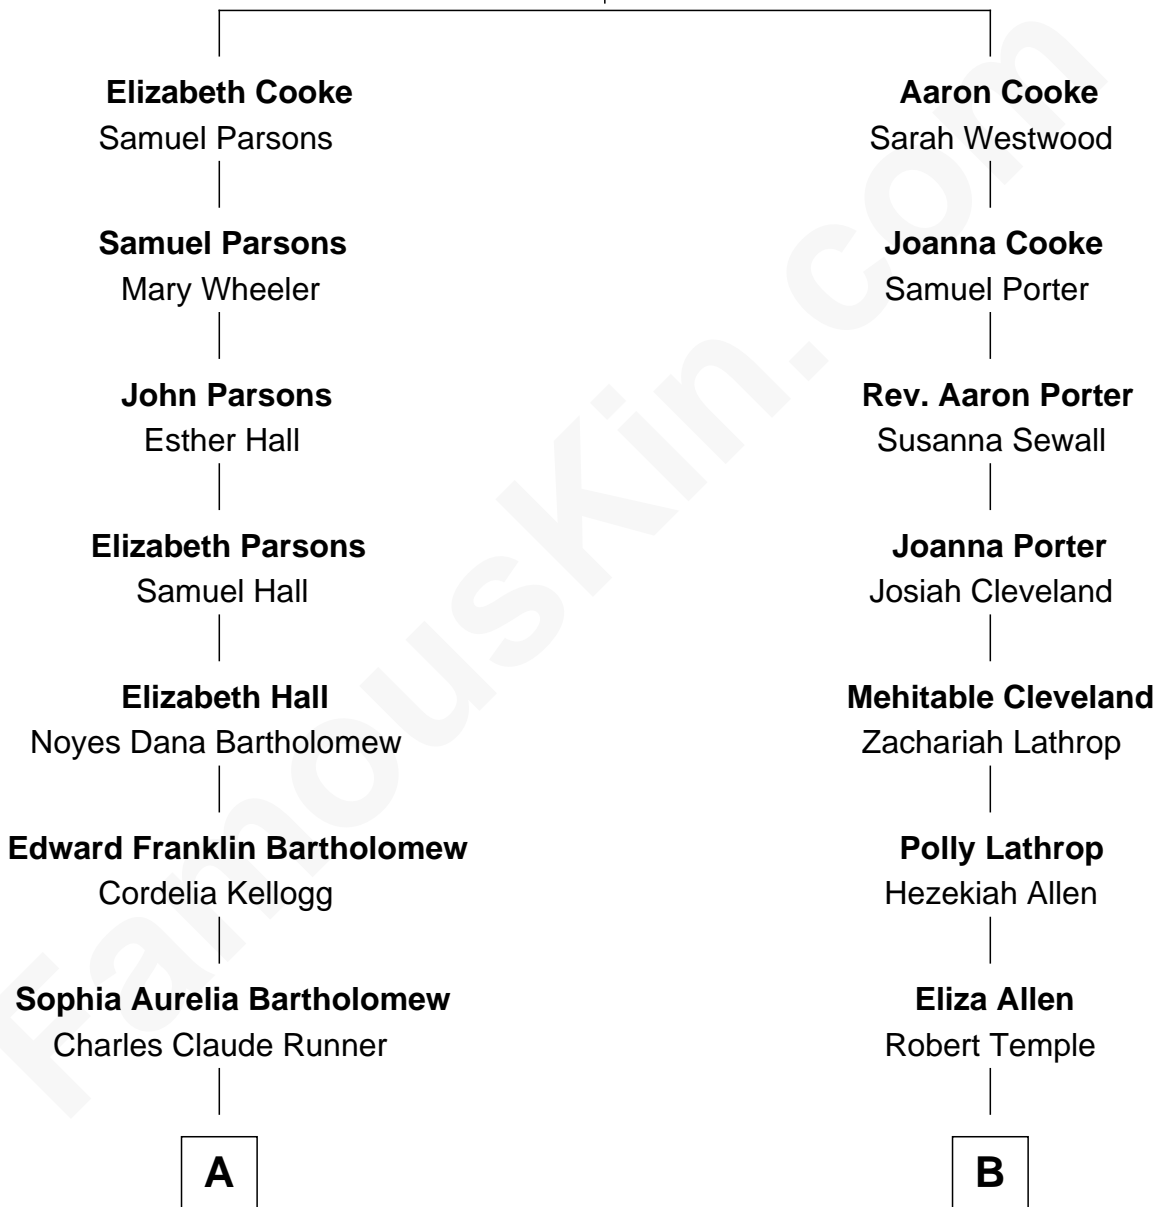 Elizabeth Cooke
Samuel Parsons
Samuel Parsons
Mary Wheeler
John Parsons
Esther Hall
Elizabeth Parsons
Samuel Hall
Elizabeth Hall
Noyes Dana Bartholomew
Edward Franklin Bartholomew
Cordelia Kellogg
Sophia Aurelia Bartholomew
Charles Claude Runner
A
Aaron Cooke
Sarah Westwood
Joanna Cooke
Samuel Porter
Rev. Aaron Porter
Susanna Sewall
Joanna Porter
Josiah Cleveland
Mehitable Cleveland
Zachariah Lathrop
Polly Lathrop
Hezekiah Allen
Eliza Allen
Robert Temple
B
FamousKin.com